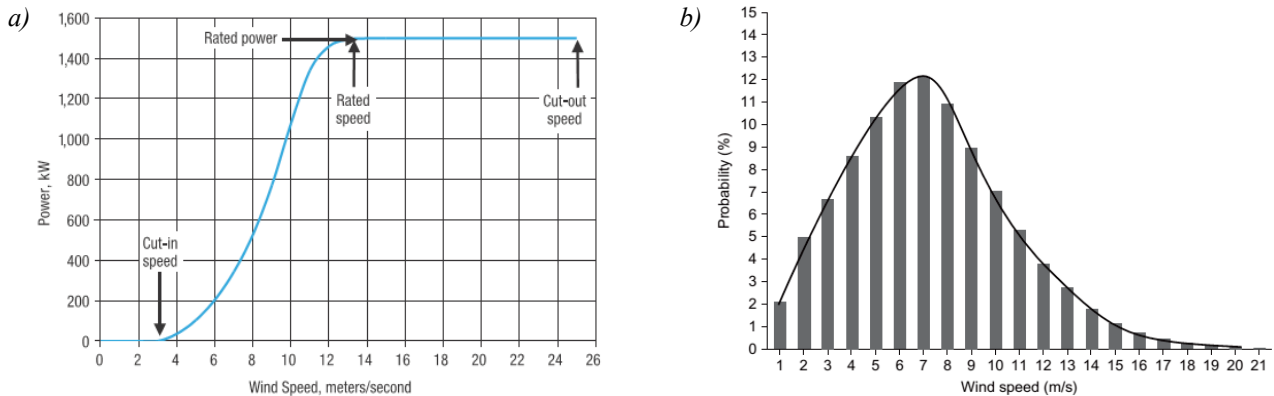 a)
Power, kW
1,600
1,400
1,200
1,000
800
600
400
200
0
Rated power
Rated
speed
Cut-out
speed
Cut-in
speed
0 2 4 6 8 10 12 14 16 18 20 22 24 26
Wind Speed, meters/second
b)
Probability (%)
15
14
13
12
11
10
9
8
7
6
5
4
3
2
1
0
1 2 3 4 5 6 7 8 9 10 11 12 13 14 15 16 17 18 19 20 21
Wind speed (m/s)